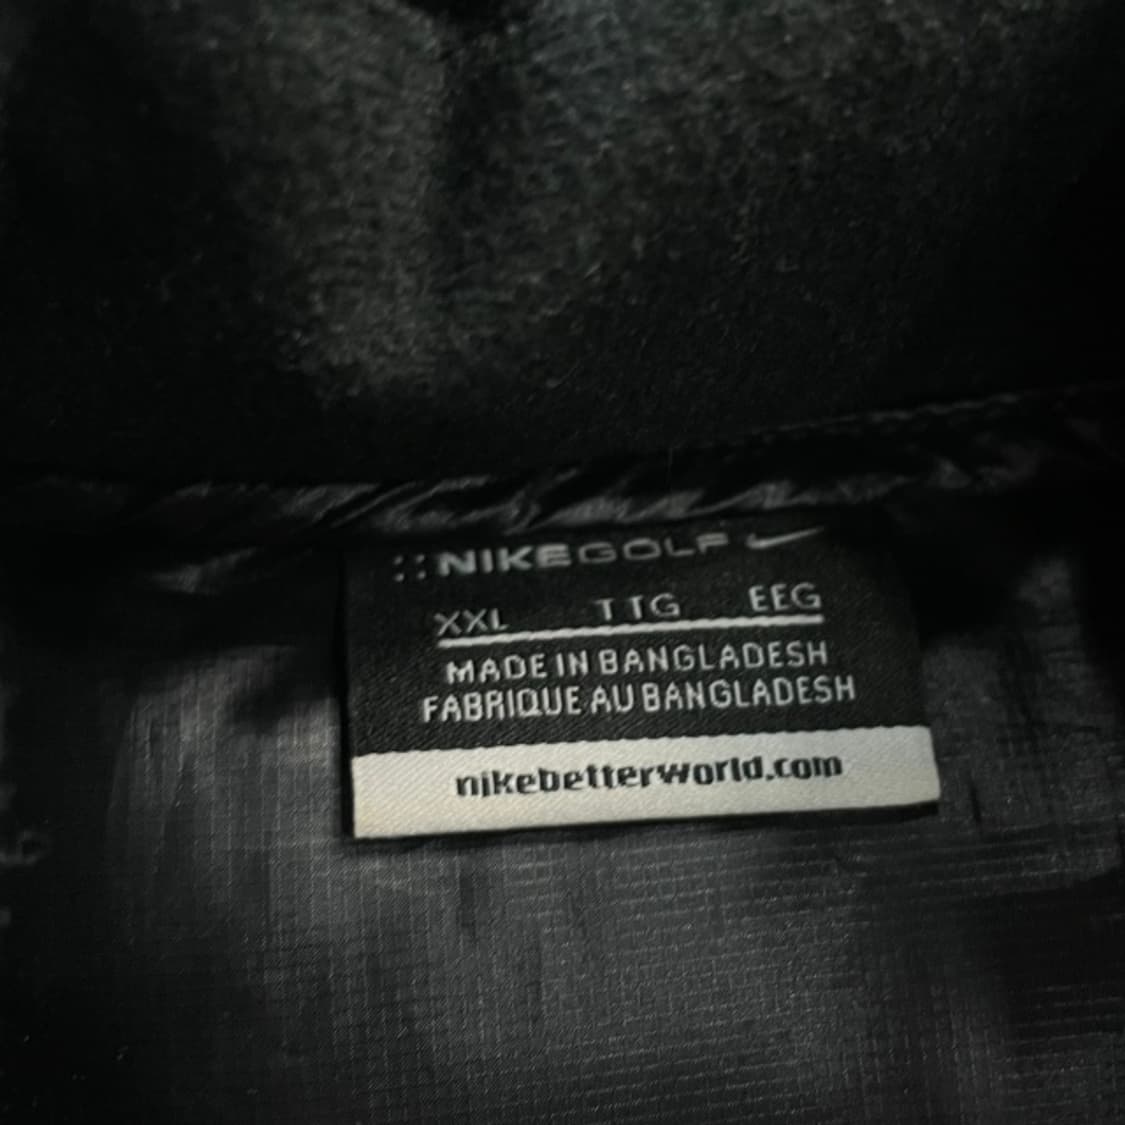 NIKEGOLF
XXL TTG EEG
MADE IN BANGLADESH
FABRIQUE AU BANGLADESH
nikebetterworld.com